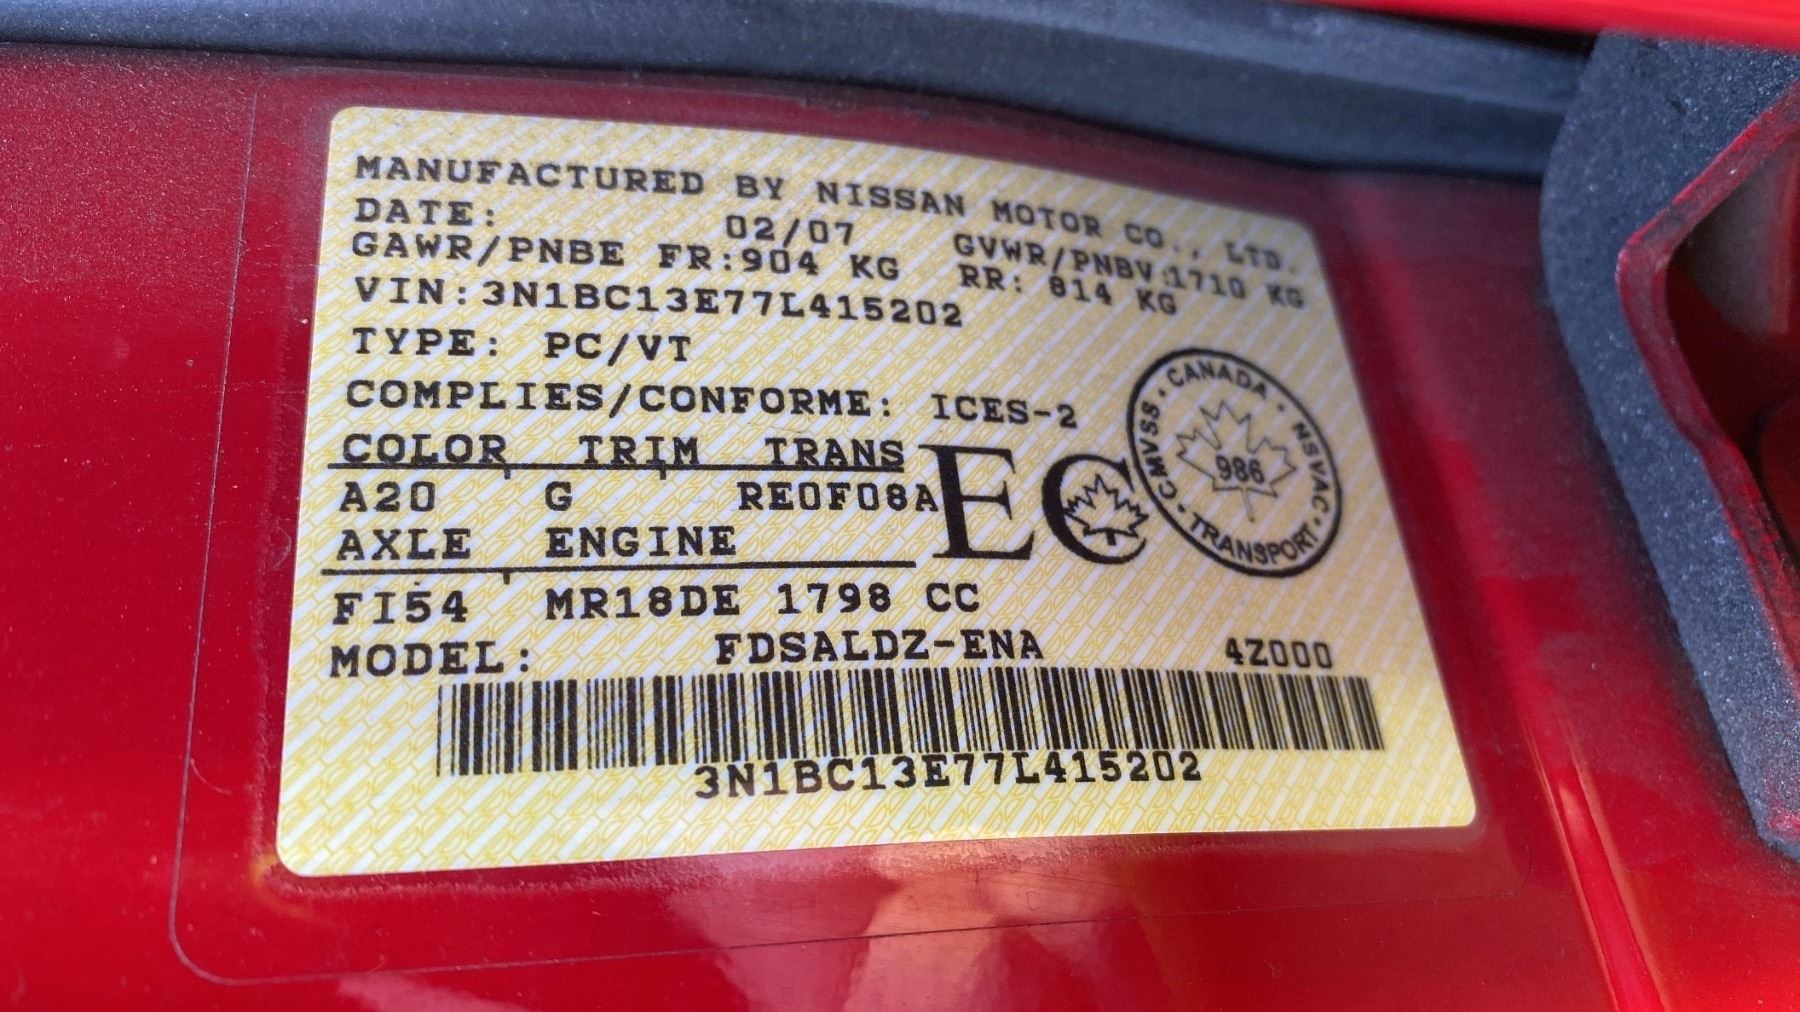 MANUFACTURED BY NISSAN MOTOR CO., LTD.
DATE: 02/07 GVWR/PNBV:1710 KG
GAWR/PNBE FR:904 KG RR: 814 KG
VIN:3N1BC13E77L415202
TYPE: PC/VT
COMPLIES/CONFORME: ICES-2
COLOR TRIM TRANS
A20 G RE0F08A
AXLE ENGINE
FI54 MR18DE 1798 CC
MODEL: FDSALDZ-ENA 4Z000
3N1BC13E77L415202
EC
CANADA · NSVAC · TRANSPORT · CMVSS ·
986